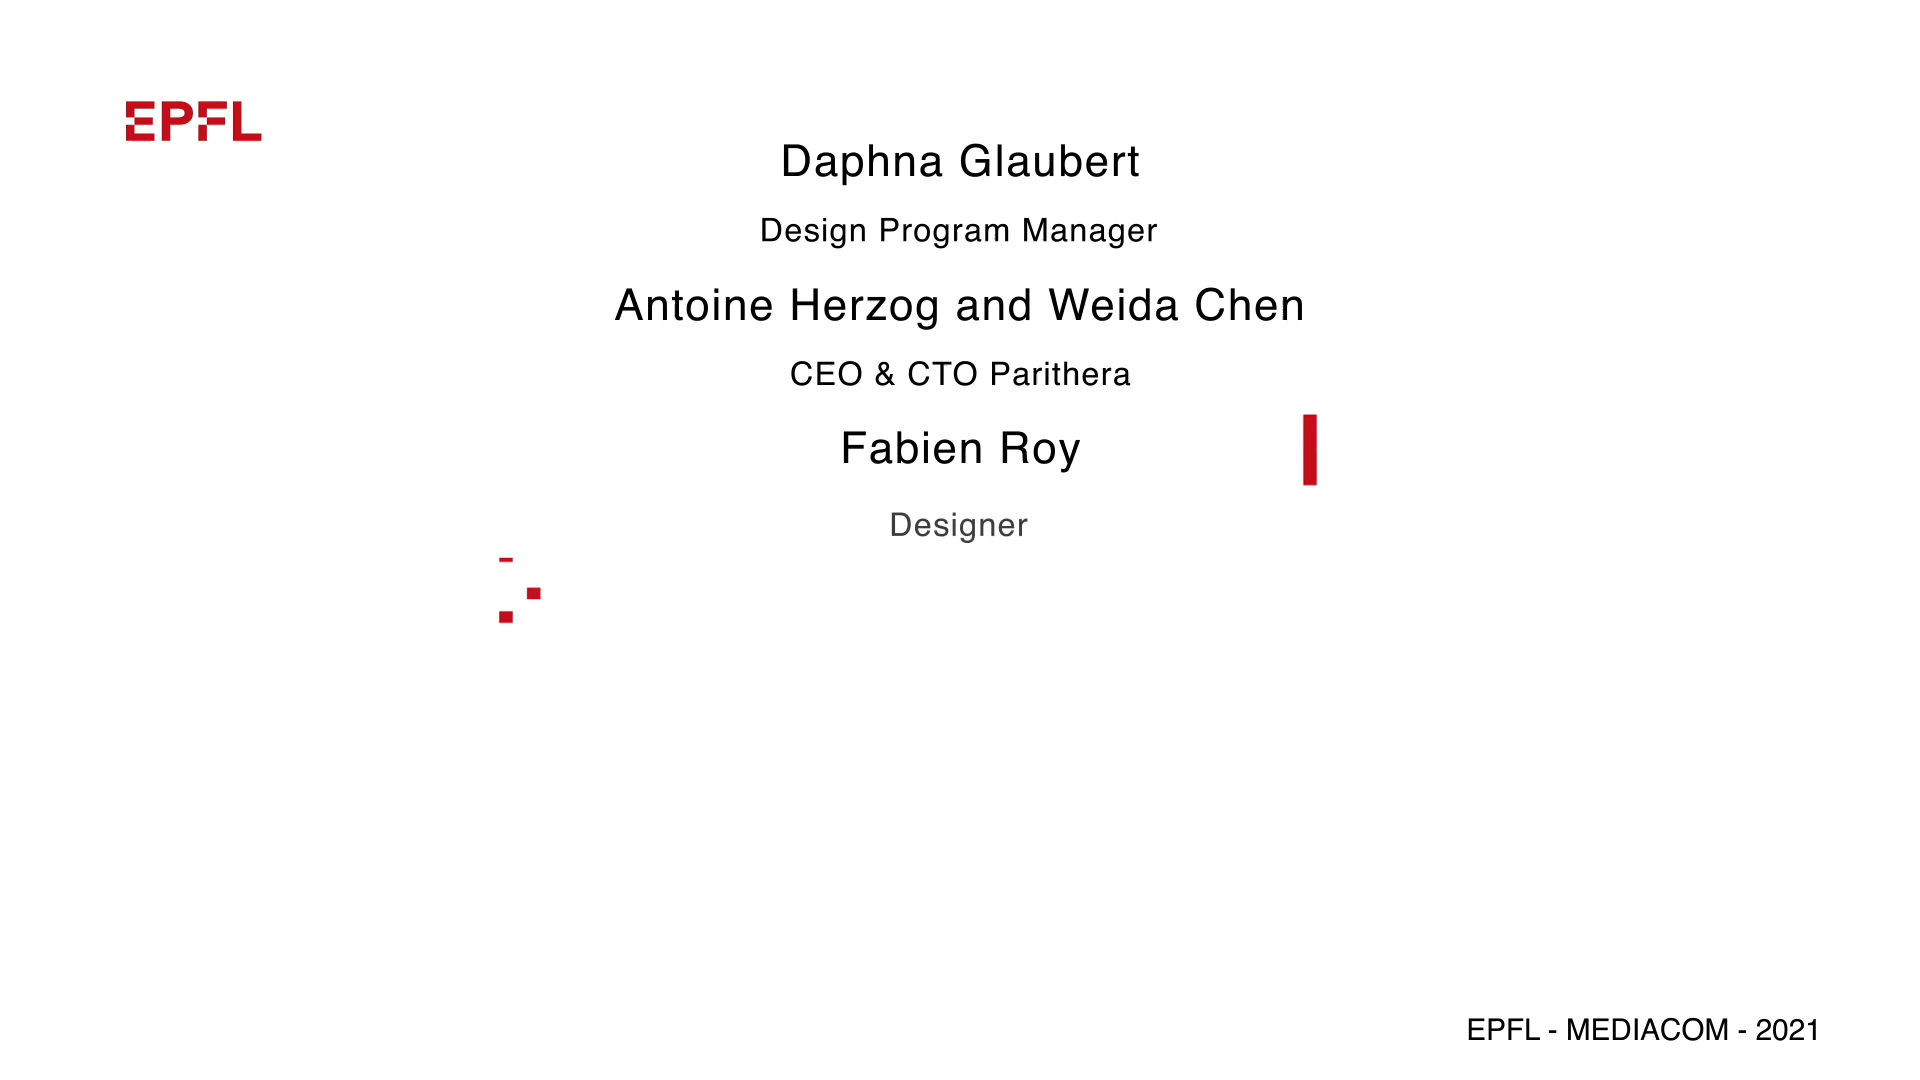 EPFL
Daphna Glaubert
Design Program Manager
Antoine Herzog and Weida Chen
CEO & CTO Parithera
Fabien Roy
Designer
EPFL - MEDIACOM - 2021